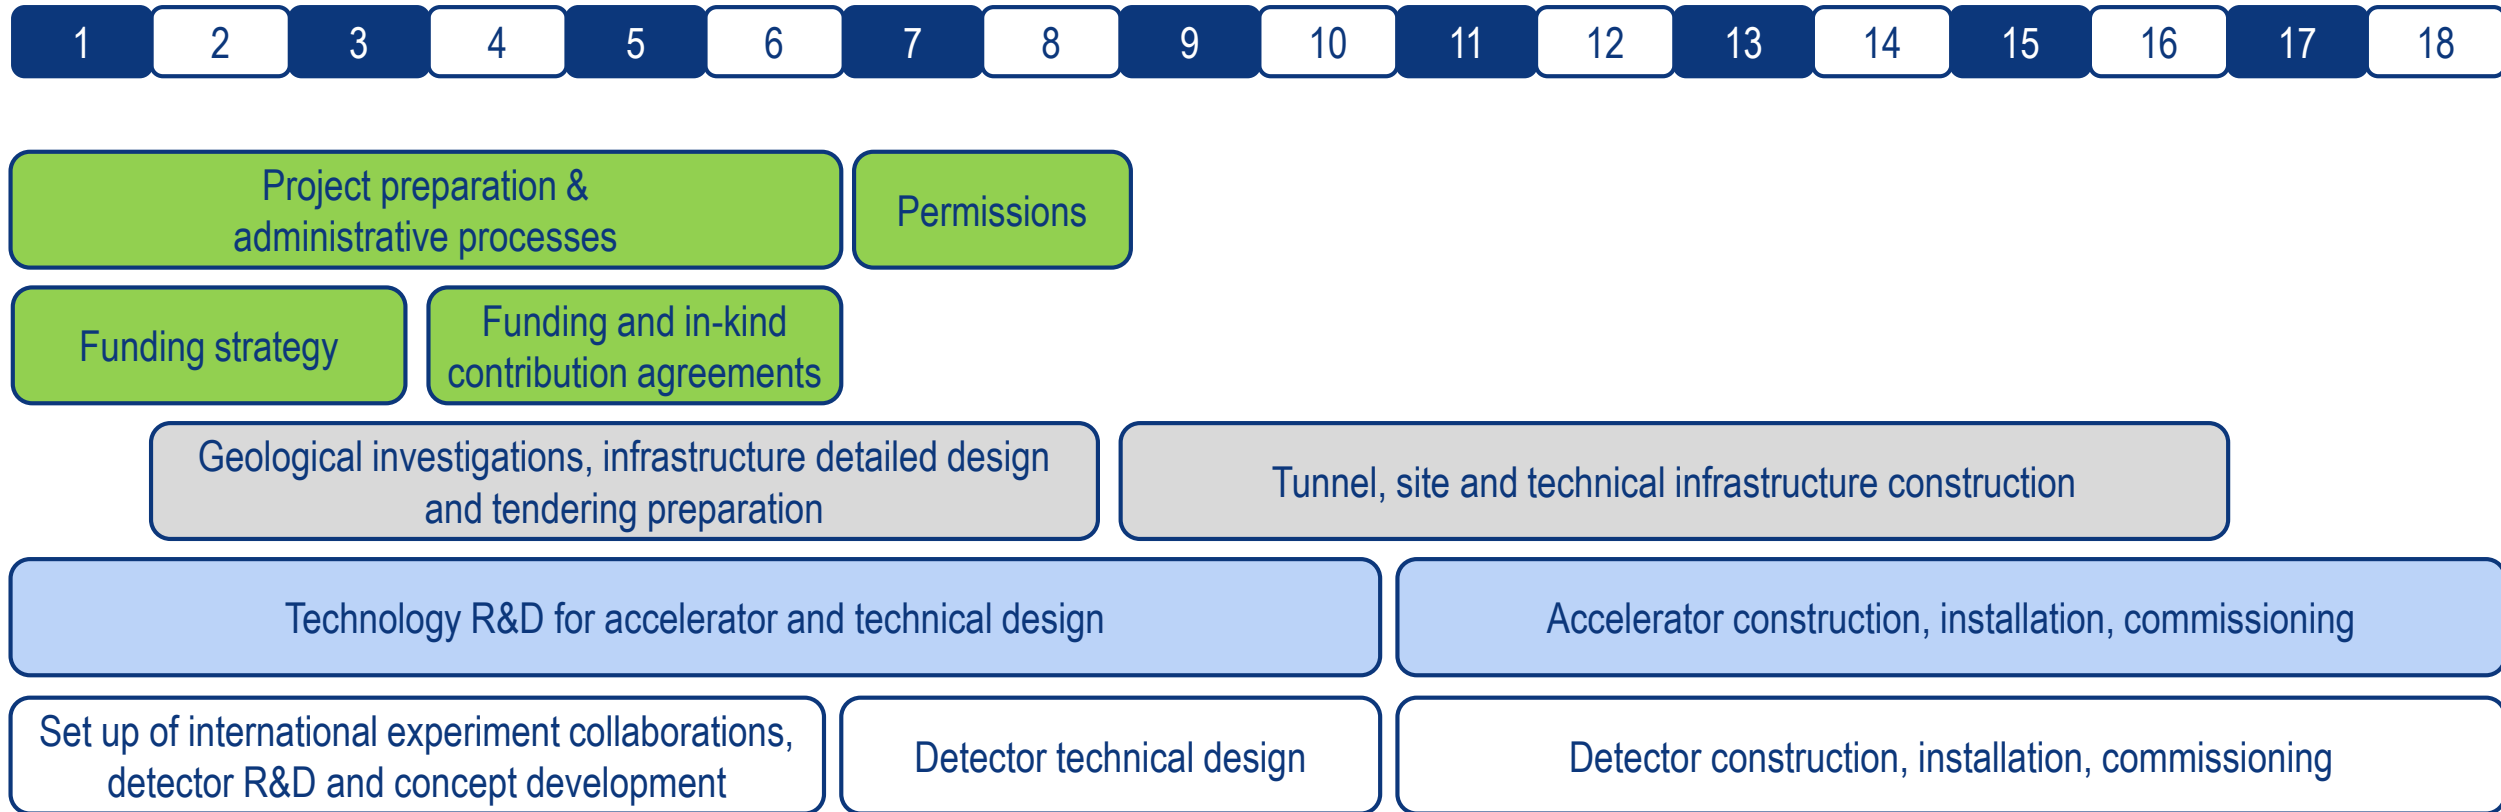 1 2 3 4 5 6 7 8 9 10 11 12 13 14 15 16 17 18
Project preparation &
administrative processes
Permissions
Funding strategy
Funding and in-kind
contribution agreements
Geological investigations, infrastructure detailed design
and tendering preparation
Tunnel, site and technical infrastructure construction
Technology R&D for accelerator and technical design
Accelerator construction, installation, commissioning
Set up of international experiment collaborations,
detector R&D and concept development
Detector technical design
Detector construction, installation, commissioning